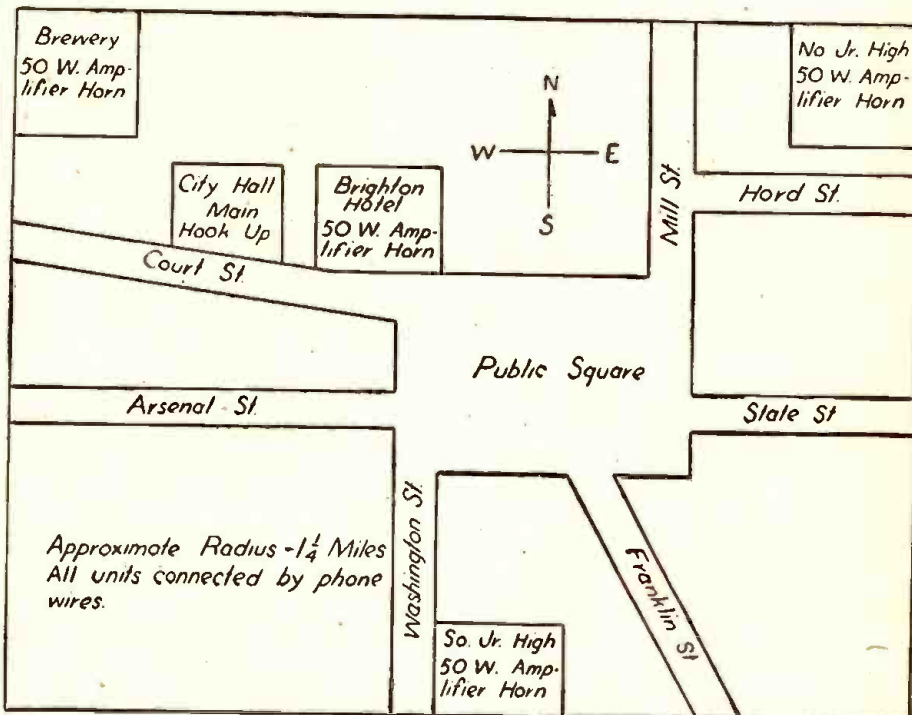 Brewery
50 W. Amp-
lifier Horn
No Jr. High
50 W. Amp-
lifier Horn
N
W
E
S
City Hall
Main
Hook Up
Brighton
Hotel
50 W. Amp-
lifier Horn
Mill St.
Hord St.
Court St.
Public Square
Arsenal St.
State St
Washington St.
Franklin St
Approximate Radius - 1 1/4 Miles
All units connected by phone
wires.
So. Jr. High
50 W. Amp-
lifier Horn